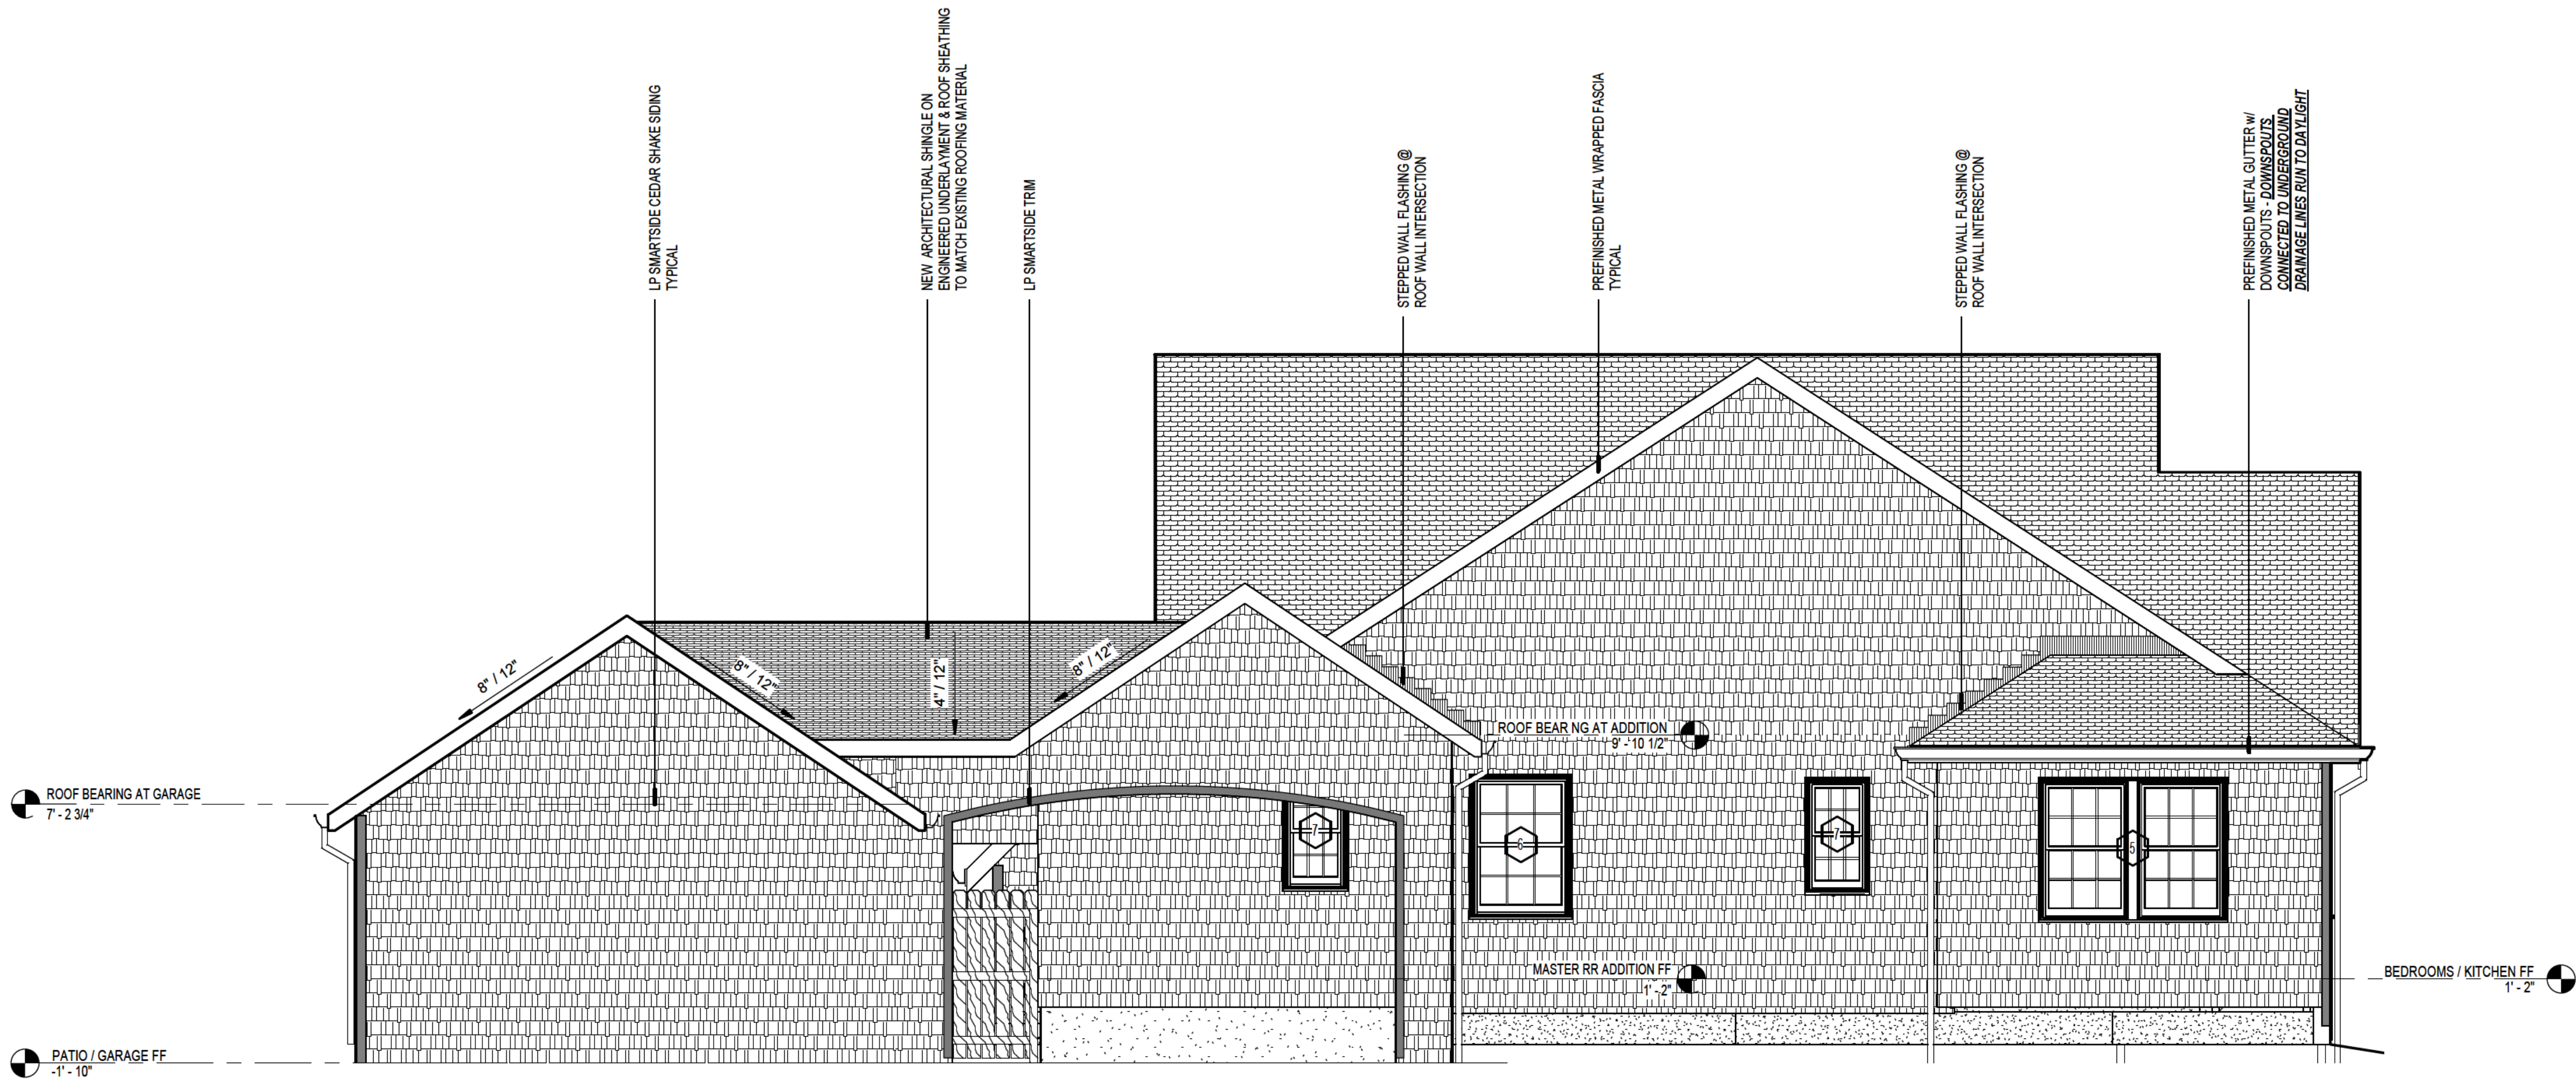 LP SMARTSIDE CEDAR SHAKE SIDING
TYPICAL
NEW ARCHITECTURAL SHINGLE ON
ENGINEERED UNDERLAYMENT & ROOF SHEATHING
TO MATCH EXISTING ROOFING MATERIAL
LP SMARTSIDE TRIM
STEPPED WALL FLASHING @
ROOF WALL INTERSECTION
PREFINISHED METAL WRAPPED FASCIA
TYPICAL
STEPPED WALL FLASHING @
ROOF WALL INTERSECTION
PREFINISHED METAL GUTTER w/
DOWNSPOUTS - DOWNSPOUTS
CONNECTED TO UNDERGROUND
DRAINAGE LINES RUN TO DAYLIGHT
8" / 12"
8" / 12"
4" / 12"
8" / 12"
ROOF BEAR NG AT ADDITION
9' - 10 1/2"
ROOF BEARING AT GARAGE
7' - 2 3/4"
7
6
7
5
MASTER RR ADDITION FF
1' - 2"
BEDROOMS / KITCHEN FF
1' - 2"
PATIO / GARAGE FF
-1' - 10"